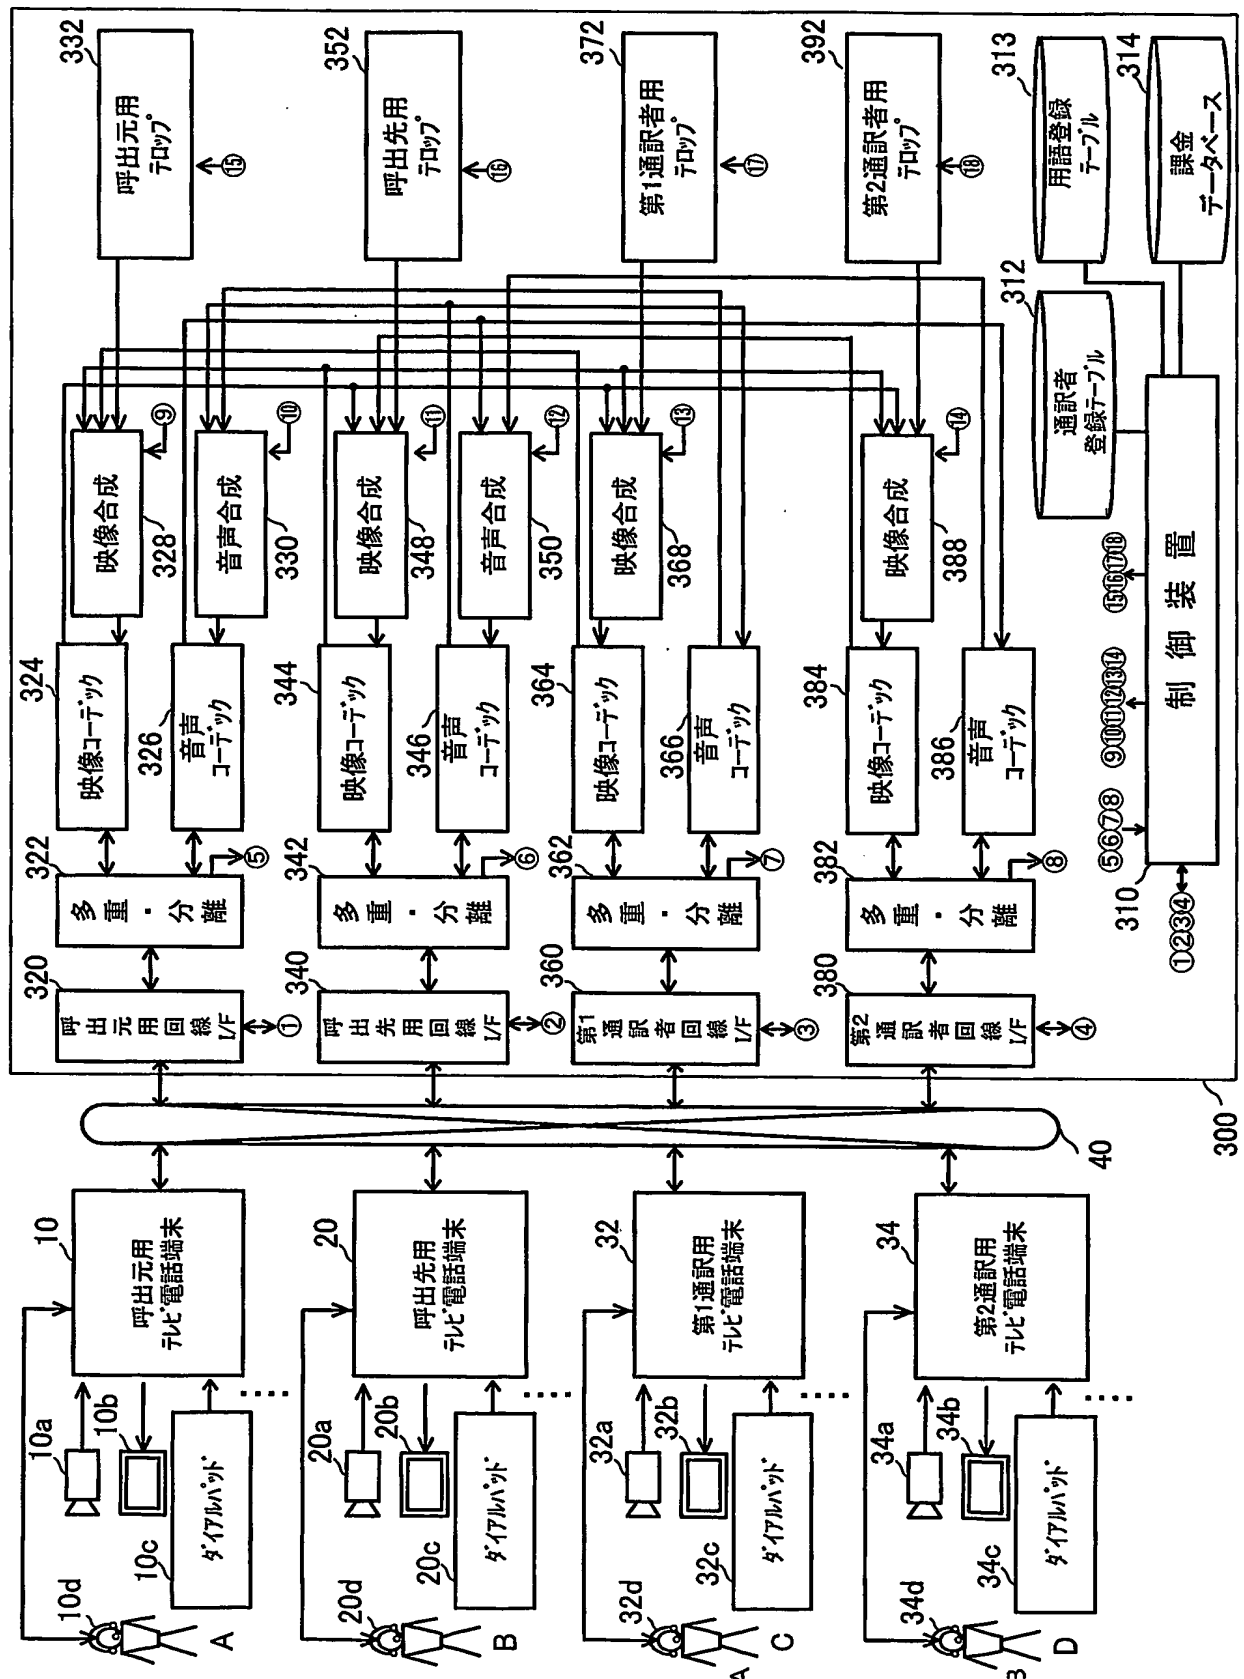 332
呼出元用
テロップ
⑮
352
呼出先用
テロップ
⑯
372
第1通訳者用
テロップ
⑰
392
第2通訳者用
テロップ
⑱
313
用語登録
テーブル
314
課金
データベース
312
通訳者
登録テーブル
324
映像コーデック
映像合成
328
⑨
326
音声
コーデック
音声合成
330
⑩
344
映像コーデック
映像合成
348
⑪
346
音声
コーデック
音声合成
350
⑫
364
映像コーデック
映像合成
368
⑬
366
音声
コーデック
384
映像コーデック
映像合成
388
⑭
386
音声
コーデック
322
多重・分離
⑤
342
多重・分離
⑥
362
多重・分離
⑦
382
多重・分離
⑧
310
制御装置
①②③④
⑤⑥⑦⑧
⑨⑩⑪⑫⑬⑭
⑮⑯⑰⑱
320
呼出元用回線
I/F
①
340
呼出先用回線
I/F
②
360
第1通訳者回線
I/F
③
380
第2通訳者回線
I/F
④
300
40
10
呼出元用
テレビ電話端末
10a
10b
10c
ダイアルパッド
10d
A
20
呼出先用
テレビ電話端末
20a
20b
20c
ダイアルパッド
20d
B
32
第1通訳用
テレビ電話端末
32a
32b
32c
ダイアルパッド
32d
C
A
34
第2通訳用
テレビ電話端末
34a
34b
34c
ダイアルパッド
34d
D
B